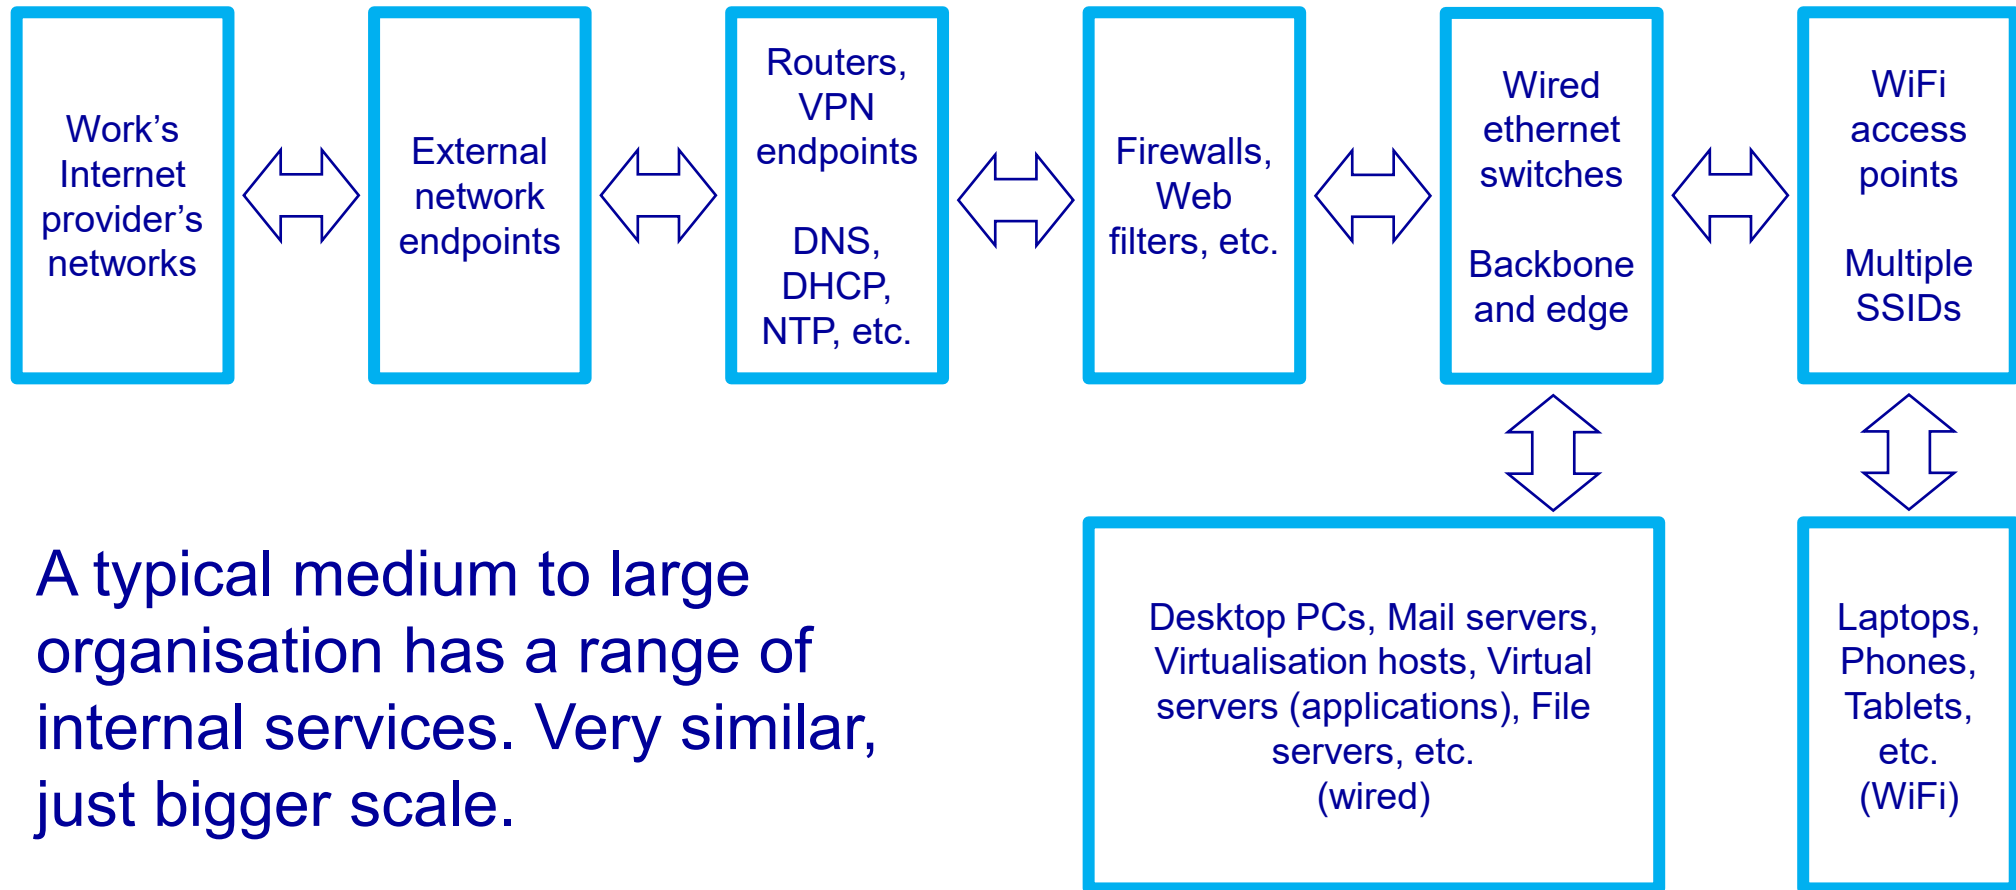 Work’s
Internet
provider’s
networks
External
network
endpoints
Routers,
VPN
endpoints
DNS,
DHCP,
NTP, etc.
Firewalls,
Web
filters, etc.
Wired
ethernet
switches
Backbone
and edge
WiFi
access
points
Multiple
SSIDs
A typical medium to large
organisation has a range of
internal services. Very similar,
just bigger scale.
Desktop PCs, Mail servers,
Virtualisation hosts, Virtual
servers (applications), File
servers, etc.
(wired)
Laptops,
Phones,
Tablets,
etc.
(WiFi)